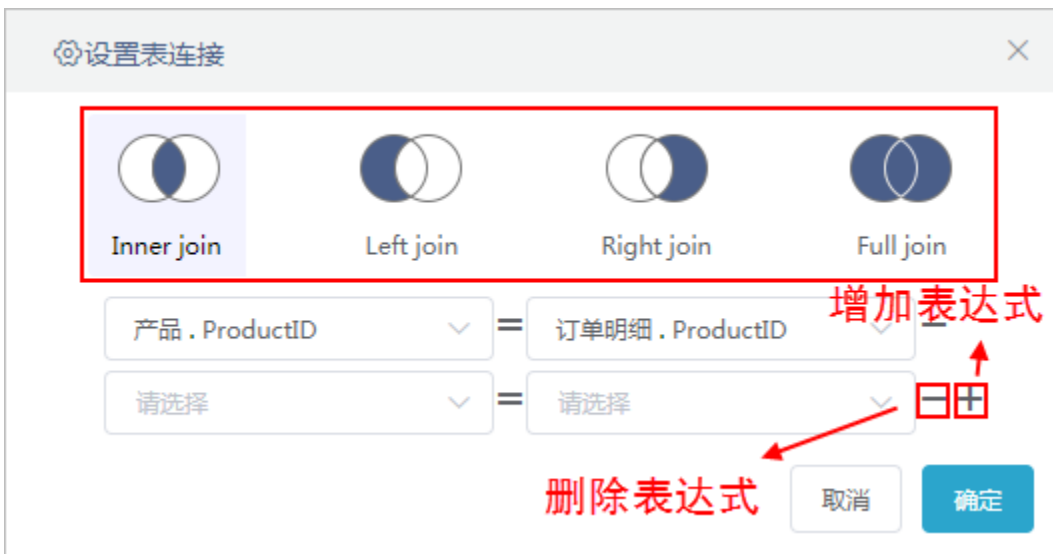 设置表连接
Inner join Left join Right join Full join
增加表达式
产品 . ProductID = 订单明细 . ProductID −
请选择 = 请选择 − +
删除表达式
取消 确定